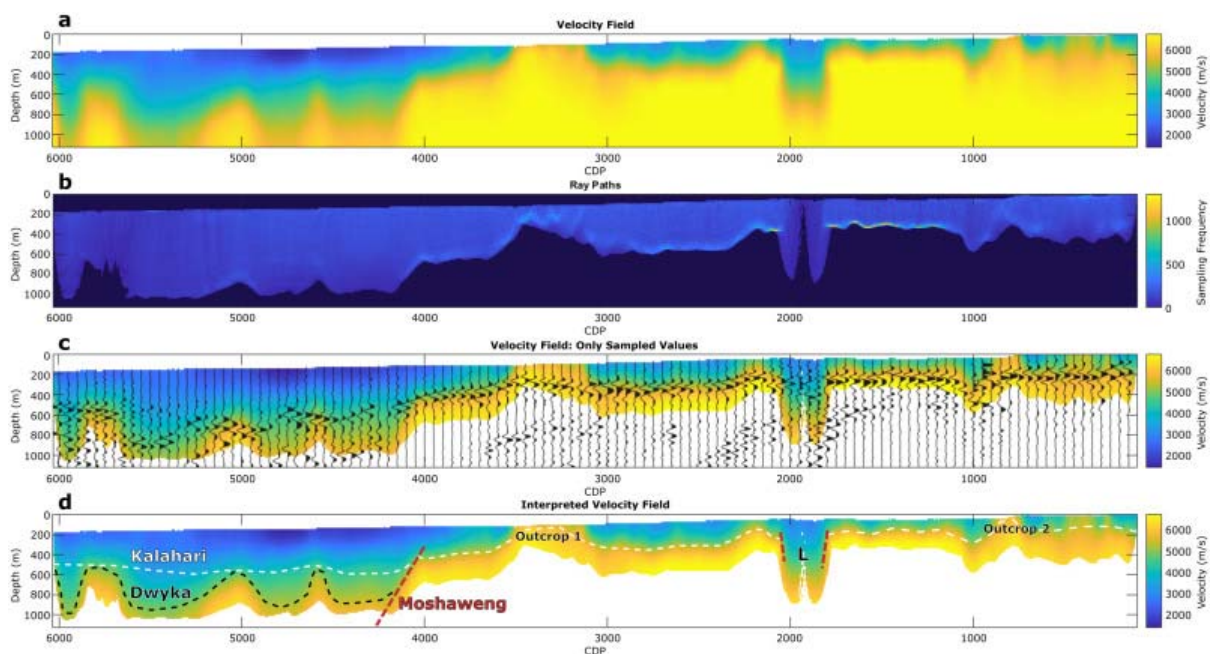 a
Velocity Field
0
200
400
600
800
1000
Depth (m)
6000
5000
4000
3000
2000
1000
CDP
6000
5000
4000
3000
2000
Velocity (m/s)
b
Ray Paths
0
200
400
600
800
1000
Depth (m)
6000
5000
4000
3000
2000
1000
CDP
1000
500
0
Sampling Frequency
c
Velocity Field: Only Sampled Values
0
200
400
600
800
1000
Depth (m)
6000
5000
4000
3000
2000
1000
CDP
6000
5000
4000
3000
2000
Velocity (m/s)
d
Interpreted Velocity Field
0
200
400
600
800
1000
Depth (m)
Kalahari
Dwyka
Moshaweng
Outcrop 1
L
Outcrop 2
6000
5000
4000
3000
2000
1000
CDP
6000
5000
4000
3000
2000
Velocity (m/s)